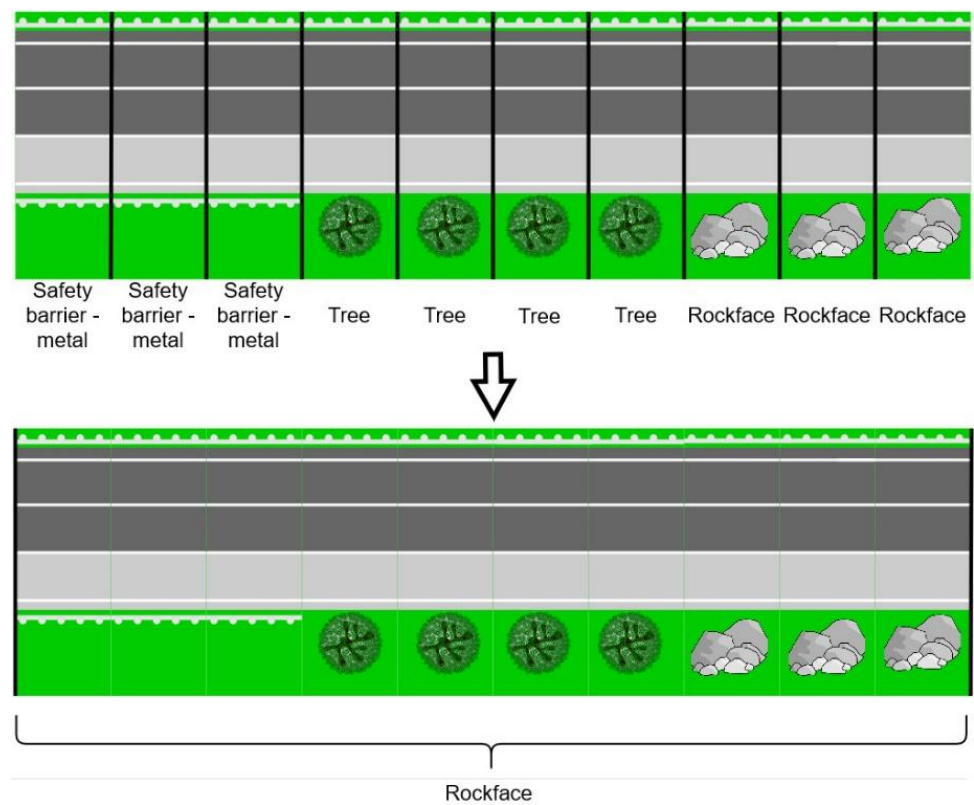 Safety Safety Safety
barrier - barrier - barrier - Tree Tree Tree Tree Rockface Rockface Rockface
metal metal metal
Rockface